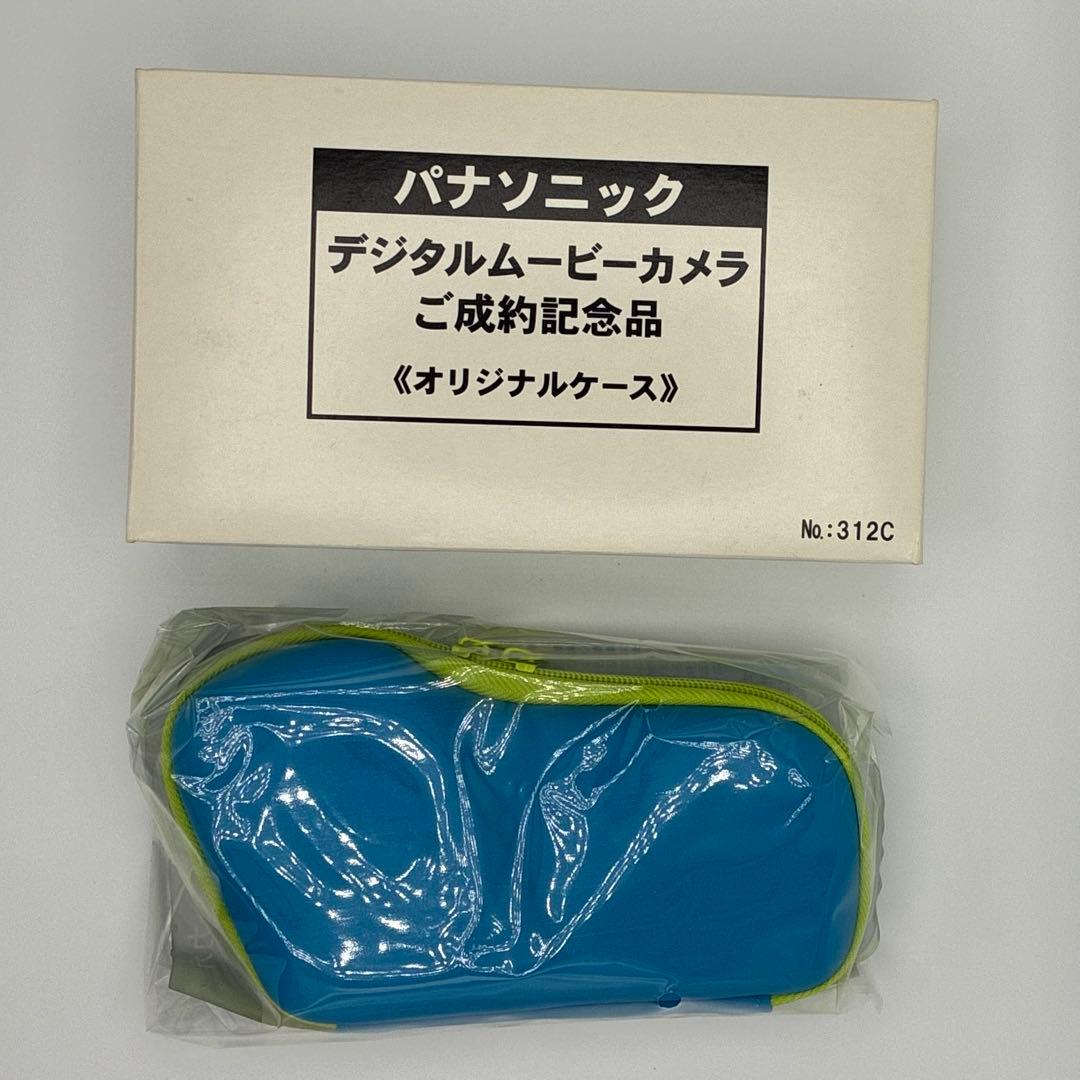 パナソニック
デジタルムービーカメラ
ご成約記念品
《オリジナルケース》
№.:312C